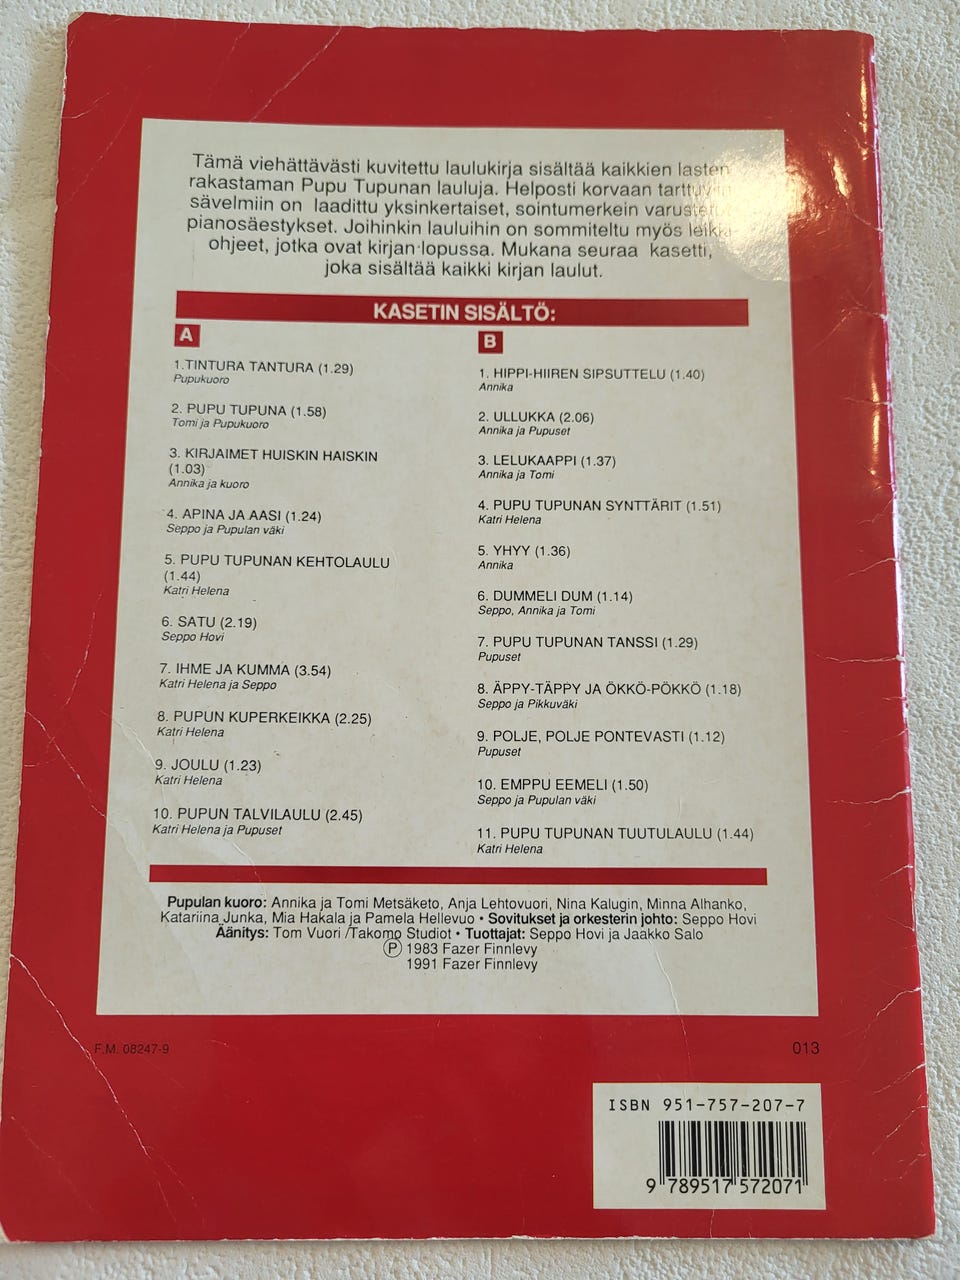 Tämä viehättävästi kuvitettu laulukirja sisältää kaikkien lasten
rakastaman Pupu Tupunan lauluja. Helposti korvaan tarttuviin
sävelmiin on laadittu yksinkertaiset, sointumerkein varustetut
pianosäestykset. Joihinkin lauluihin on sommiteltu myös leikki-
ohjeet, jotka ovat kirjan lopussa. Mukana seuraa kasetti,
joka sisältää kaikki kirjan laulut.
KASETIN SISÄLTÖ:
A
1.TINTURA TANTURA (1.29)
Pupukuoro
2. PUPU TUPUNA (1.58)
Tomi ja Pupukuoro
3. KIRJAIMET HUISKIN HAISKIN
(1.03)
Annika ja kuoro
4. APINA JA AASI (1.24)
Seppo ja Pupulan väki
5. PUPU TUPUNAN KEHTOLAULU
(1.44)
Katri Helena
6. SATU (2.19)
Seppo Hovi
7. IHME JA KUMMA (3.54)
Katri Helena ja Seppo
8. PUPUN KUPERKEIKKA (2.25)
Katri Helena
9. JOULU (1.23)
Katri Helena
10. PUPUN TALVILAULU (2.45)
Katri Helena ja Pupuset
B
1. HIPPI-HIIREN SIPSUTTELU (1.40)
Annika
2. ULLUKKA (2.06)
Annika ja Pupuset
3. LELUKAAPPI (1.37)
Annika ja Tomi
4. PUPU TUPUNAN SYNTTÄRIT (1.51)
Katri Helena
5. YHYY (1.36)
Annika
6. DUMMELI DUM (1.14)
Seppo, Annika ja Tomi
7. PUPU TUPUNAN TANSSI (1.29)
Pupuset
8. ÄPPY-TÄPPY JA ÖKKÖ-PÖKKÖ (1.18)
Seppo ja Pikkuväki
9. POLJE, POLJE PONTEVASTI (1.12)
Pupuset
10. EMPPU EEMELI (1.50)
Seppo ja Pupulan väki
11. PUPU TUPUNAN TUUTULAULU (1.44)
Katri Helena
Pupulan kuoro: Annika ja Tomi Metsäketo, Anja Lehtovuori, Nina Kalugin, Minna Alhanko,
Katariina Junka, Mia Hakala ja Pamela Hellevuo • Sovitukset ja orkesterin johto: Seppo Hovi
Äänitys: Tom Vuori /Takomo Studiot • Tuottajat: Seppo Hovi ja Jaakko Salo
Ⓟ 1983 Fazer Finnlevy
1991 Fazer Finnlevy
F.M. 08247-9
013
ISBN 951-757-207-7
9 789517 572071